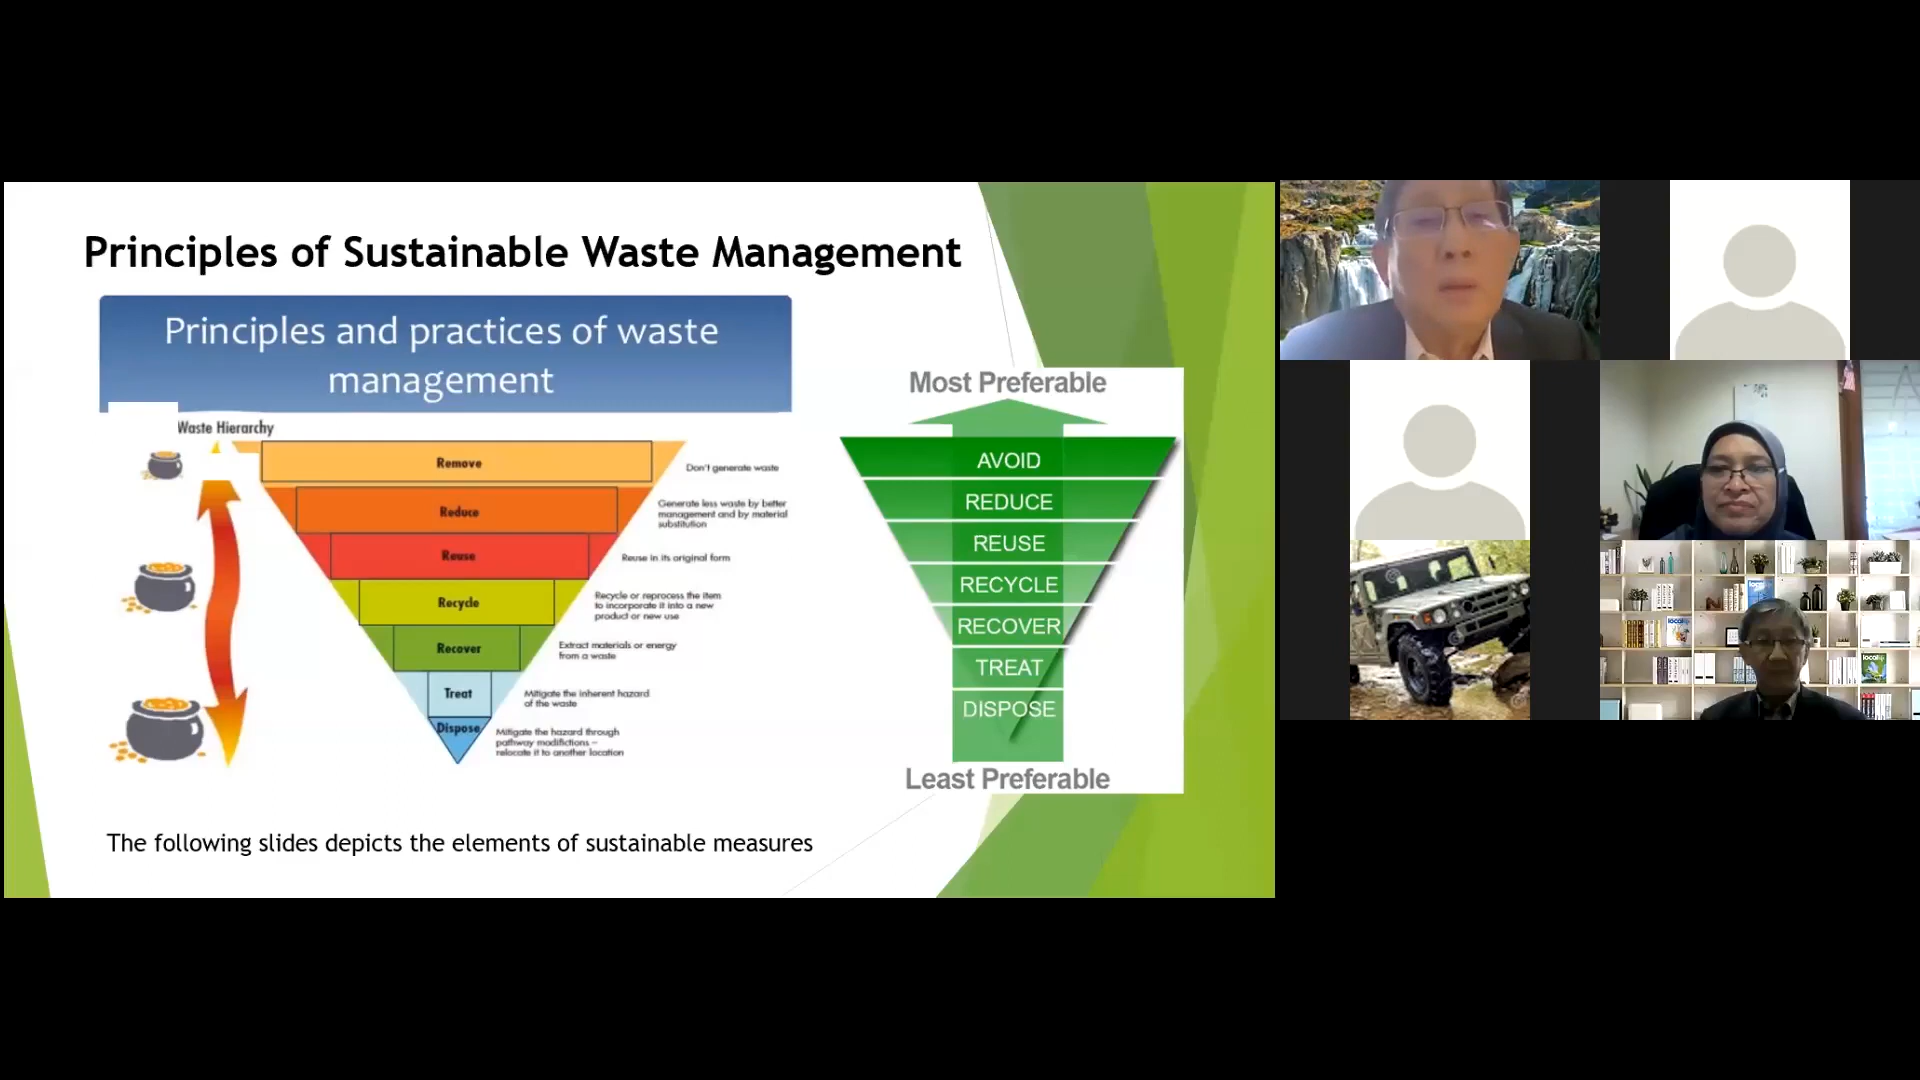 Principles of Sustainable Waste Management
Principles and practices of waste
management
Waste Hierarchy
Remove
Don't generate waste
Reduce
Generate less waste by better
management and by material
substitution
Reuse
Reuse in its original form
Recycle
Recycle or reprocess the item
to incorporate it into a new
product or new use
Recover
Extract materials or energy
from a waste
Treat
Mitigate the inherent hazard
of the waste
Dispose
Mitigate the hazard through
pathway modifictions –
relocate it to another location
Most Preferable
AVOID
REDUCE
REUSE
RECYCLE
RECOVER
TREAT
DISPOSE
Least Preferable
The following slides depicts the elements of sustainable measures